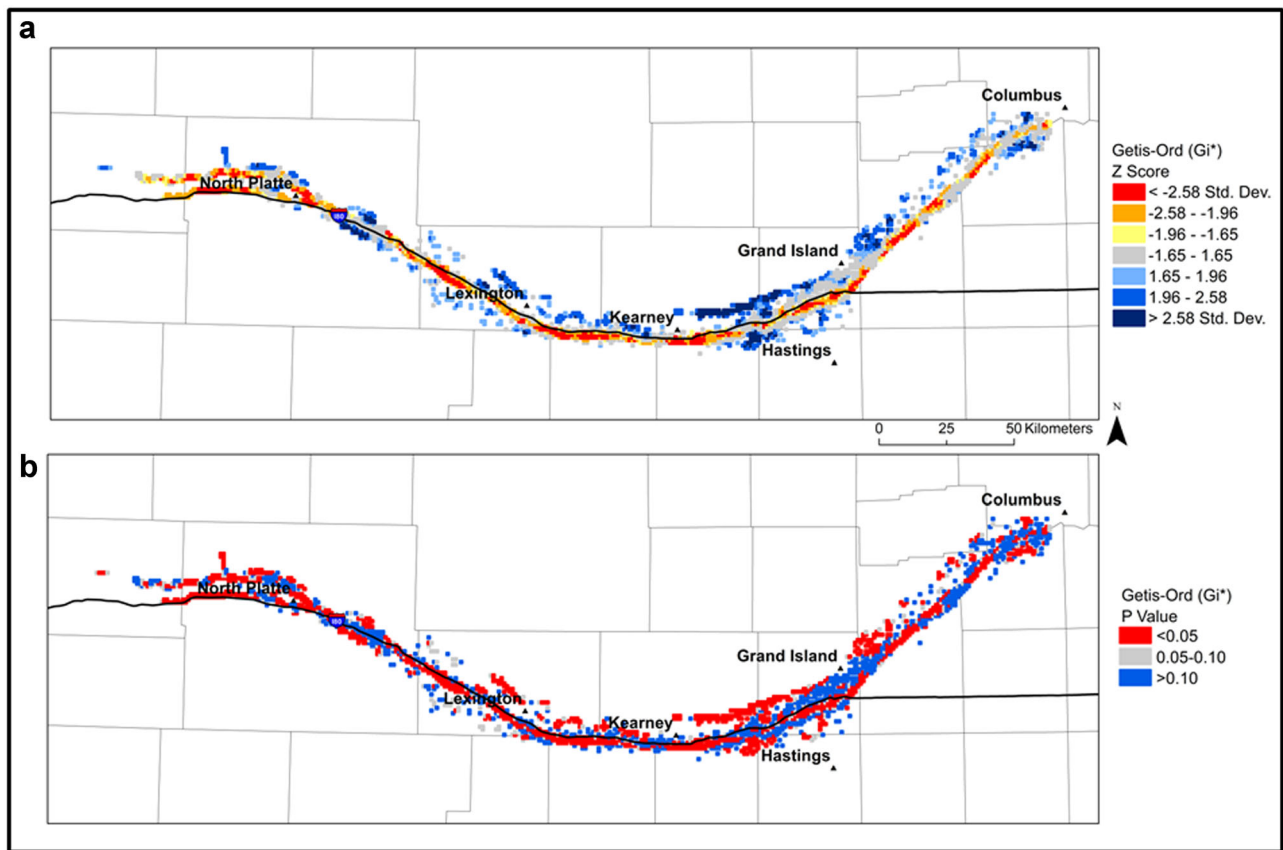 a
Columbus
North Platte
80
Grand Island
Lexington
Kearney
Hastings
Getis-Ord (Gi*)
Z Score
< -2.58 Std. Dev.
-2.58 - -1.96
-1.96 - -1.65
-1.65 - 1.65
1.65 - 1.96
1.96 - 2.58
> 2.58 Std. Dev.
N
0 25 50 Kilometers
b
Columbus
North Platte
80
Grand Island
Lexington
Kearney
Hastings
Getis-Ord (Gi*)
P Value
<0.05
0.05-0.10
>0.10